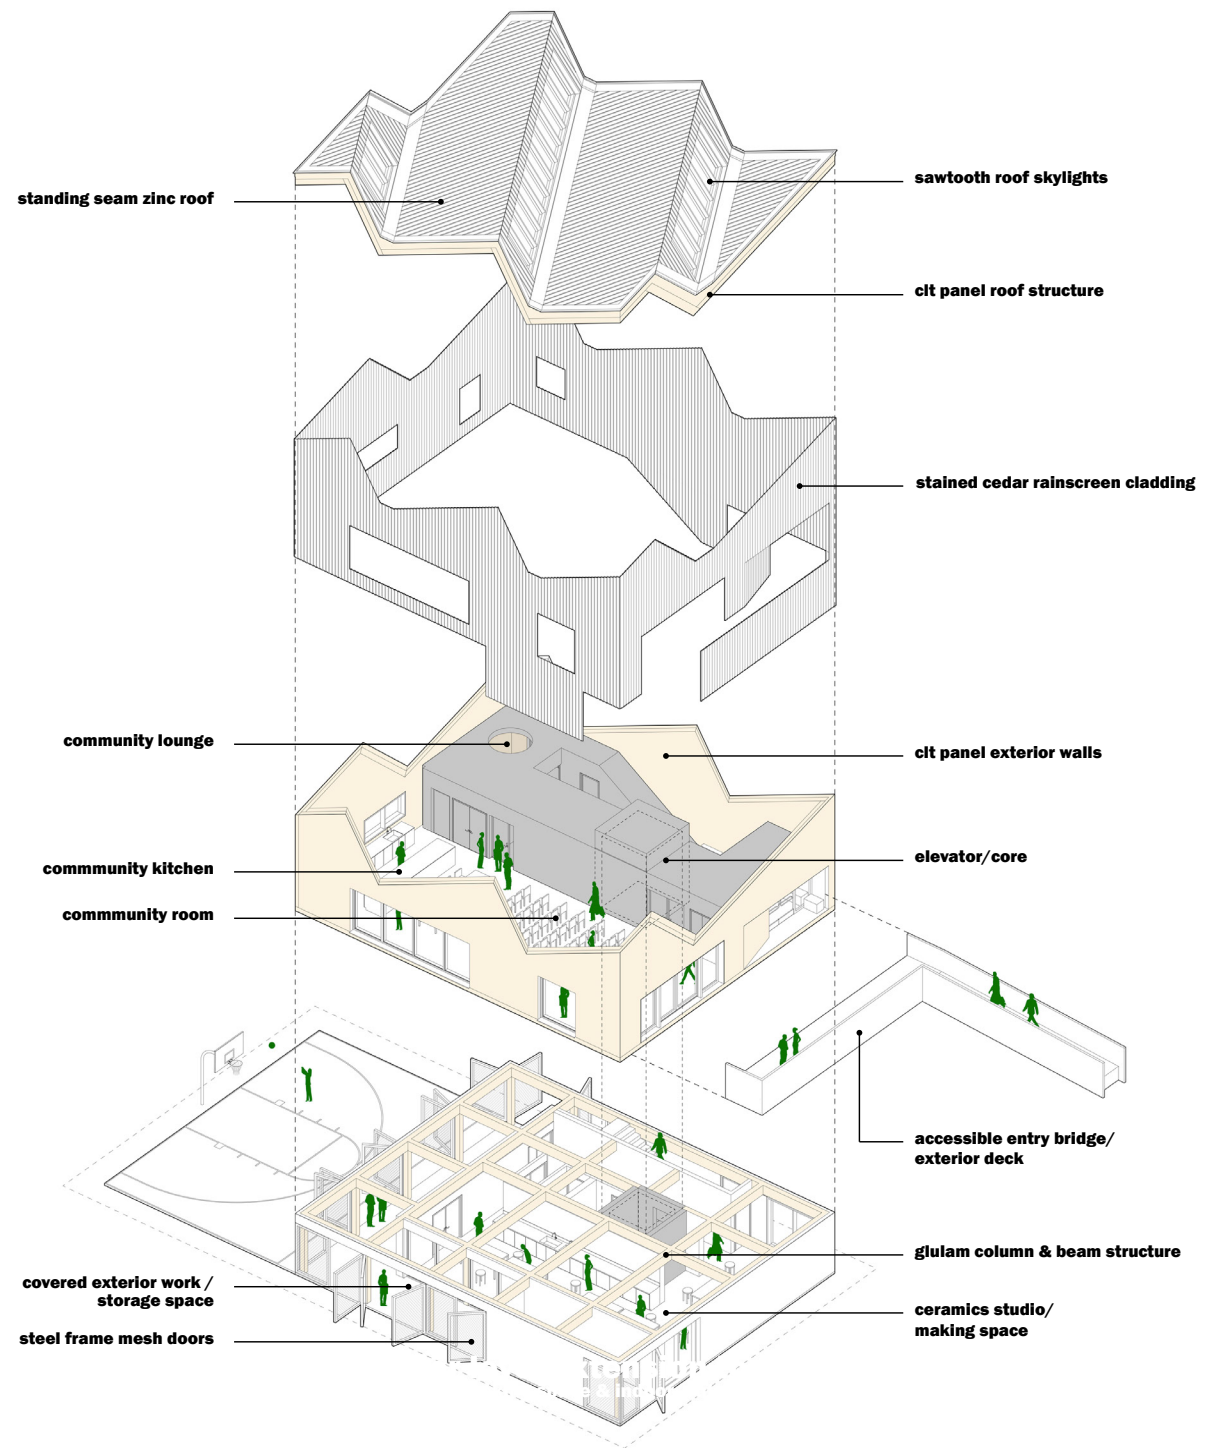 sawtooth roof skylights
standing seam zinc roof
clt panel roof structure
stained cedar rainscreen cladding
community lounge
clt panel exterior walls
elevator/core
commmunity kitchen
commmunity room
accessible entry bridge/
exterior deck
glulam column & beam structure
covered exterior work /
storage space
ceramics studio/
making space
steel frame mesh doors
&